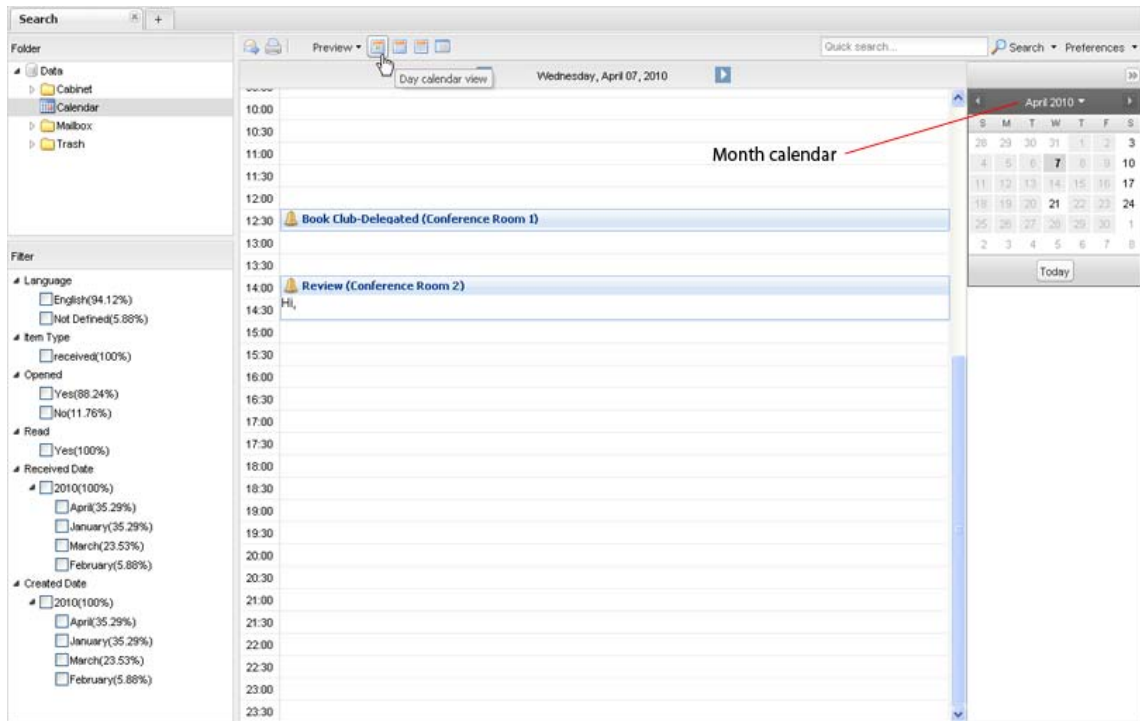 Search +
Folder
Data
Cabinet
Calendar
Mailbox
Trash
Filter
Language
English(94.12%)
Not Defined(5.88%)
Item Type
received(100%)
Opened
Yes(88.24%)
No(11.76%)
Read
Yes(100%)
Received Date
2010(100%)
April(35.29%)
January(35.29%)
March(23.53%)
February(5.88%)
Created Date
2010(100%)
April(35.29%)
January(35.29%)
March(23.53%)
February(5.88%)
Preview
Quick search...
Search Preferences
Day calendar view
Wednesday, April 07, 2010
10:00
10:30
11:00
11:30
12:00
12:30 Book Club-Delegated (Conference Room 1)
13:00
13:30
14:00 Review (Conference Room 2)
14:30 Hi,
15:00
15:30
16:00
16:30
17:00
17:30
18:00
18:30
19:00
19:30
20:00
20:30
21:00
21:30
22:00
22:30
23:00
23:30
Month calendar
April 2010
S M T W T F S
28 29 30 31 1 2 3
4 5 6 7 8 9 10
11 12 13 14 15 16 17
18 19 20 21 22 23 24
25 26 27 28 29 30 1
2 3 4 5 6 7 8
Today